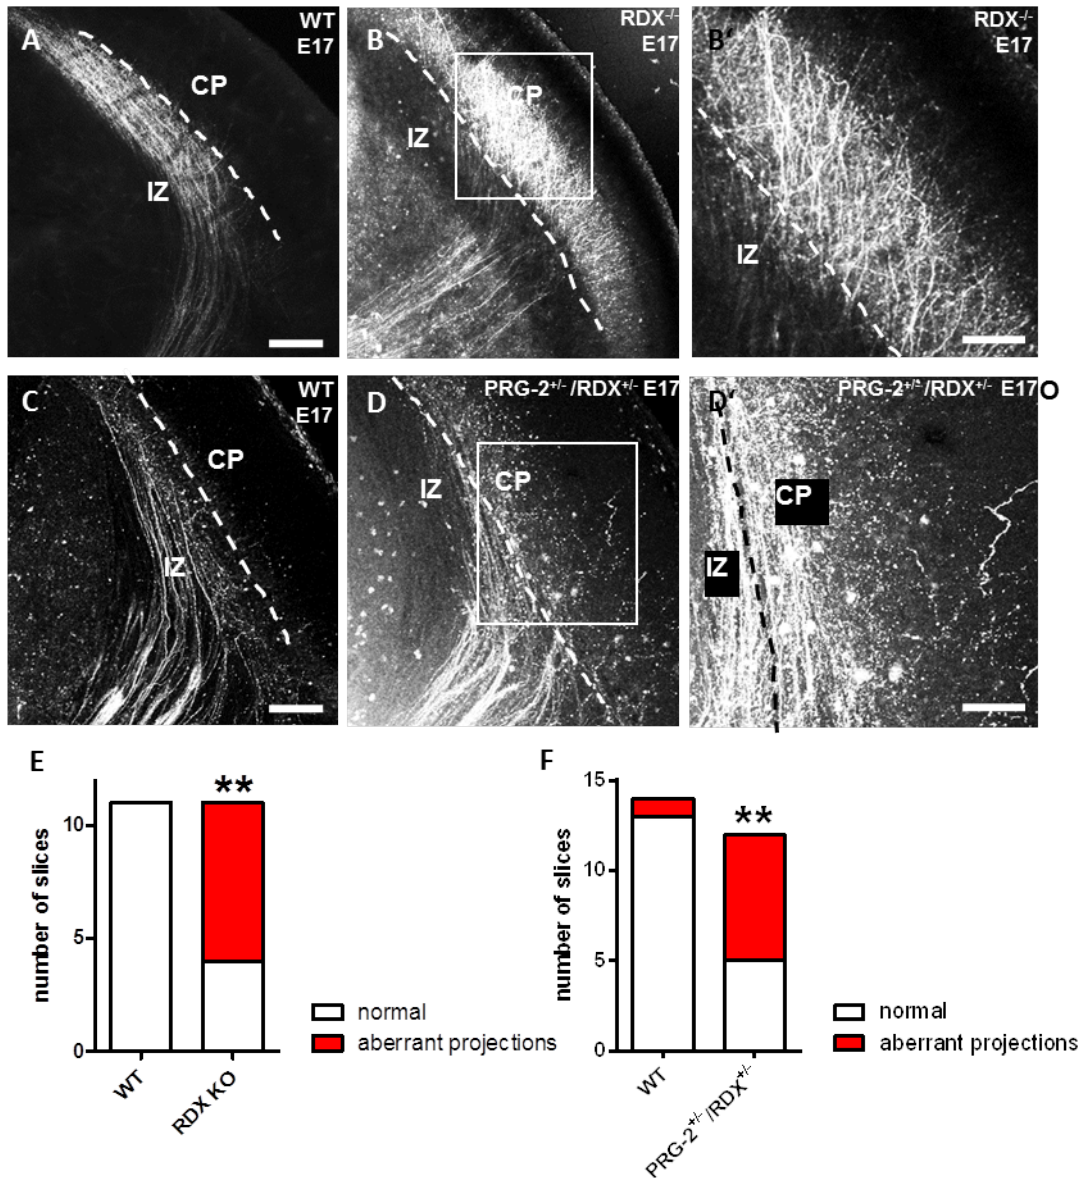 A
WT
E17
CP
IZ
B
RDX-/-
E17
CP
IZ
B'
RDX-/-
E17
IZ
C
WT
E17
CP
IZ
D
PRG-2+/-/RDX+/- E17
IZ
CP
D'
PRG-2+/-/RDX+/- E17
O
CP
IZ
E
**
10
5
0
number of slices
WT
RDX KO
normal
aberrant projections
F
15
**
10
5
0
number of slices
WT
PRG-2+/-/RDX+/-
normal
aberrant projections